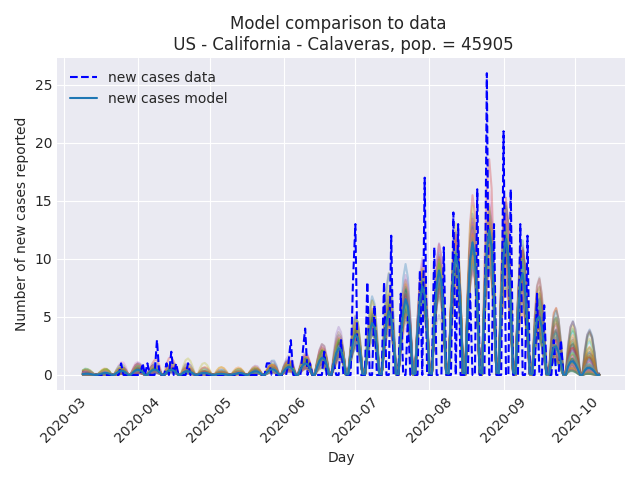 Model comparison to data
US - California - Calaveras, pop. = 45905
new cases data
new cases model
Number of new cases reported
25
20
15
10
5
0
2020-03
2020-04
2020-05
2020-06
2020-07
2020-08
2020-09
2020-10
Day